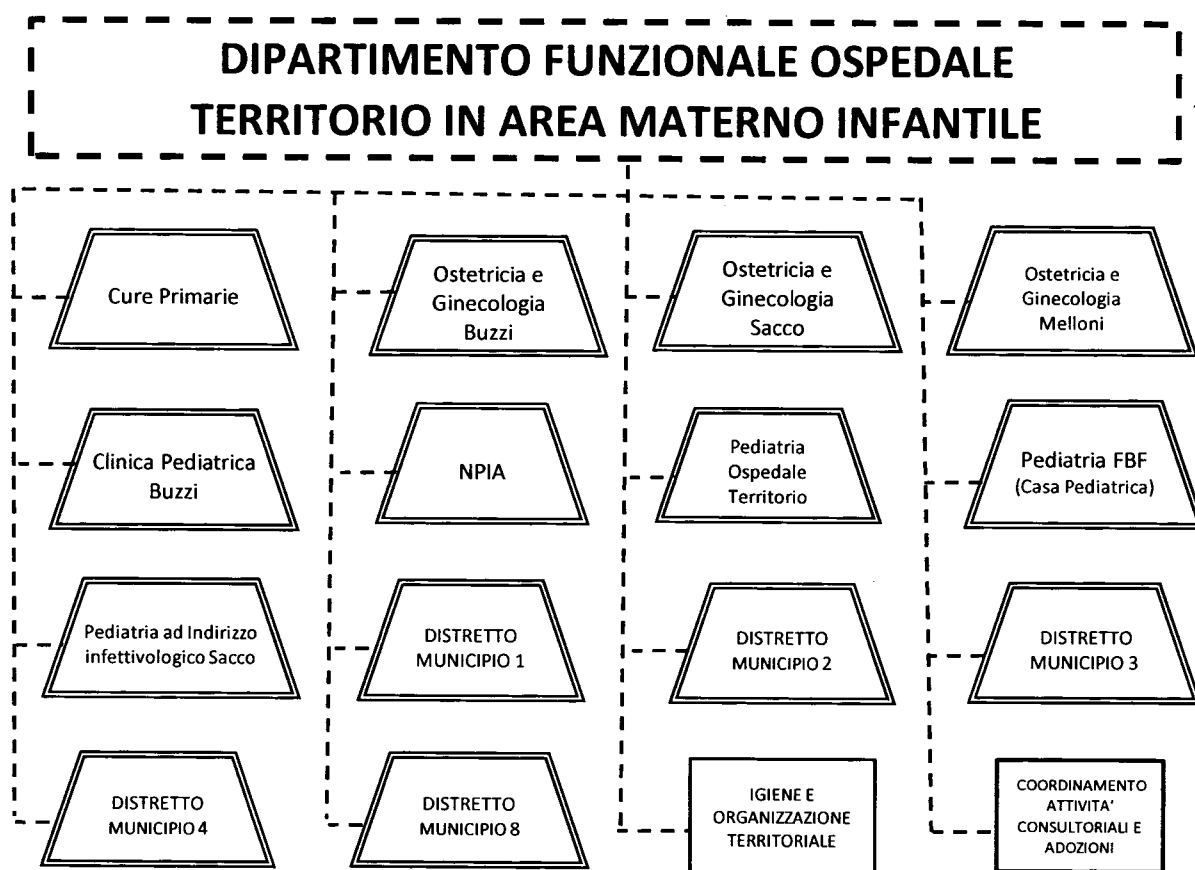 DIPARTIMENTO FUNZIONALE OSPEDALE
TERRITORIO IN AREA MATERNO INFANTILE
Cure Primarie
Ostetricia e
Ginecologia
Buzzi
Ostetricia e
Ginecologia
Sacco
Ostetricia e
Ginecologia
Melloni
Clinica Pediatrica
Buzzi
NPIA
Pediatria
Ospedale
Territorio
Pediatria FBF
(Casa Pediatrica)
Pediatria ad Indirizzo
infettivologico Sacco
DISTRETTO
MUNICIPIO 1
DISTRETTO
MUNICIPIO 2
DISTRETTO
MUNICIPIO 3
DISTRETTO
MUNICIPIO 4
DISTRETTO
MUNICIPIO 8
IGIENE E
ORGANIZZAZIONE
TERRITORIALE
COORDINAMENTO
ATTIVITA'
CONSULTORIALI E
ADOZIONI